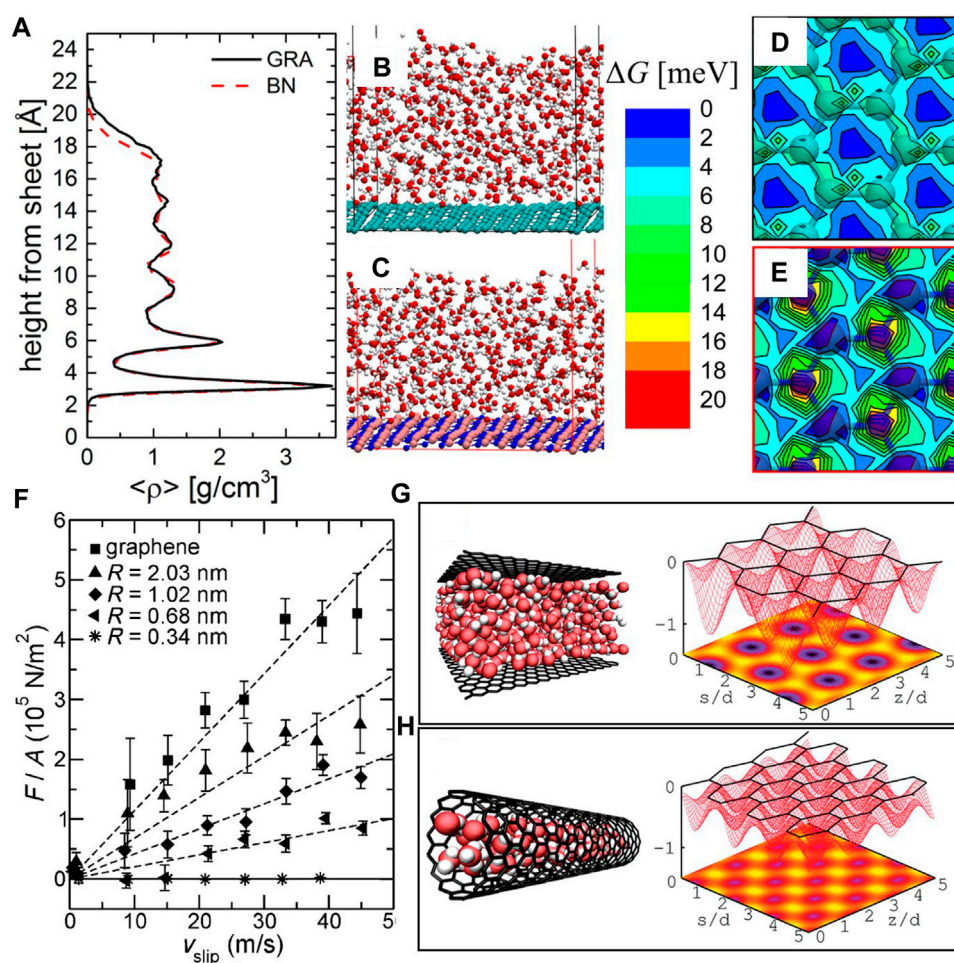 A
GRA
BN
24
22
20
18
16
14
12
10
8
6
4
2
0
height from sheet [Å]
0 1 2 3
<ρ> [g/cm³]
B
C
ΔG [meV]
0
2
4
6
8
10
12
14
16
18
20
D
E
F
6
5
4
3
2
1
0
F / A (10⁵ N/m²)
graphene
R = 2.03 nm
R = 1.02 nm
R = 0.68 nm
R = 0.34 nm
0 10 20 30 40 50
v_slip (m/s)
G
0
-1
0
1
2
3
4
5
s/d
0
1
2
3
4
5
z/d
H
0
-1
0
1
2
3
4
5
s/d
0
1
2
3
4
5
z/d